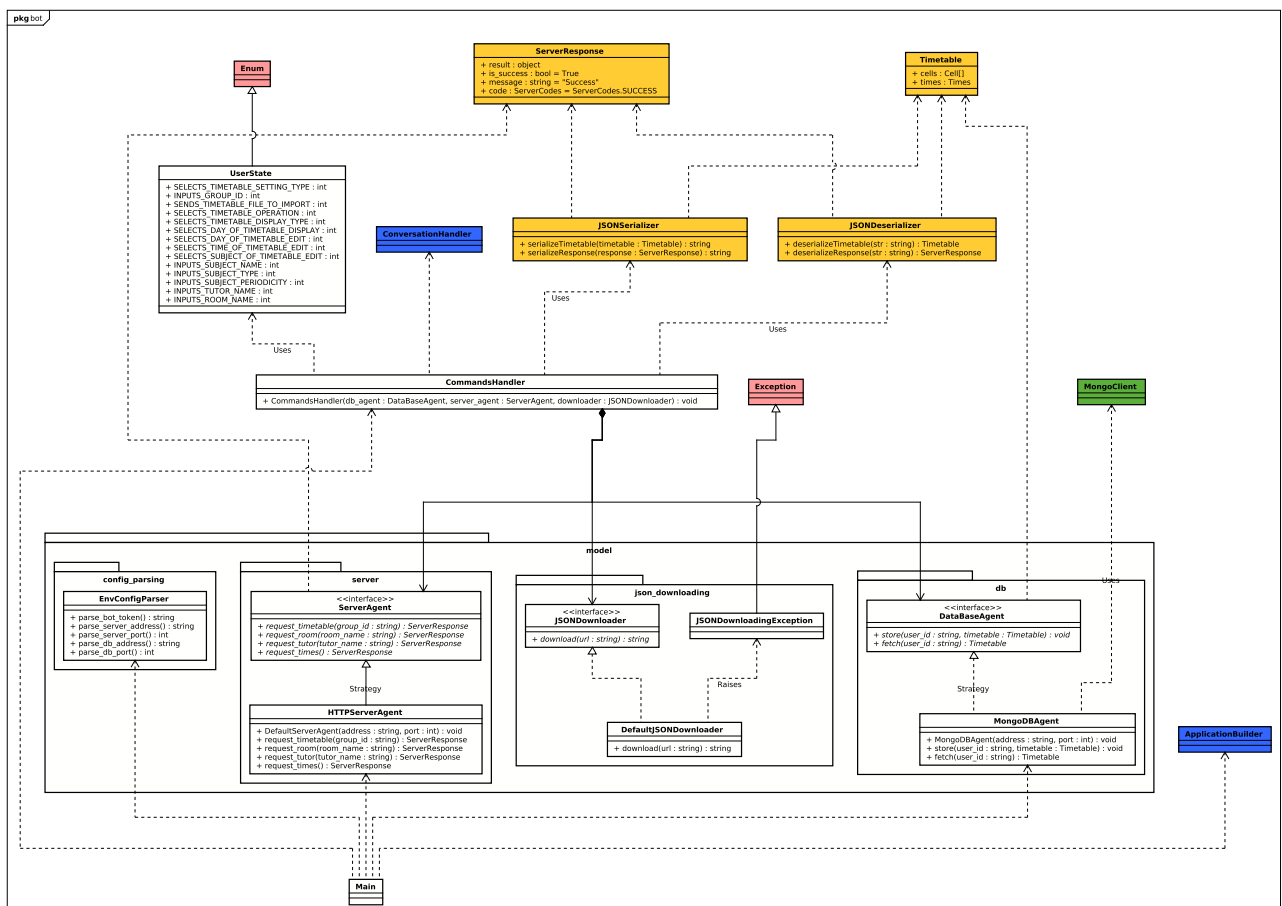 pkg bot
ServerResponse
+ result : object
+ is_success : bool = True
+ message : string = "Success"
+ code : ServerCodes = ServerCodes.SUCCESS
Timetable
+ cells : Cell[]
+ times : Times
Enum
UserState
+ SELECTS_TIMETABLE_SETTING_TYPE : int
+ INPUTS_GROUP_ID : int
+ SENDS_TIMETABLE_FILE_TO_IMPORT : int
+ SELECTS_TIMETABLE_OPERATION : int
+ SELECTS_TIMETABLE_DISPLAY_TYPE : int
+ SELECTS_DAY_OF_TIMETABLE_DISPLAY : int
+ SELECTS_DAY_OF_TIMETABLE_EDIT : int
+ SELECTS_TIME_OF_TIMETABLE_EDIT : int
+ SELECTS_SUBJECT_OF_TIMETABLE_EDIT : int
+ INPUTS_SUBJECT_NAME : int
+ INPUTS_SUBJECT_TYPE : int
+ INPUTS_SUBJECT_PERIODICITY : int
+ INPUTS_TUTOR_NAME : int
+ INPUTS_ROOM_NAME : int
ConversationHandler
JSONSerializer
+ serializeTimetable(timetable : Timetable) : string
+ serializeResponse(response : ServerResponse) : string
JSONDeserializer
+ deserializeTimetable(str : string) : Timetable
+ deserializeResponse(str : string) : ServerResponse
Uses
Uses
Uses
CommandsHandler
+ CommandsHandler(db_agent : DataBaseAgent, server_agent : ServerAgent, downloader : JSONDownloader) : void
Exception
MongoClient
model
config_parsing
EnvConfigParser
+ parse_bot_token() : string
+ parse_server_address() : string
+ parse_server_port() : int
+ parse_db_address() : string
+ parse_db_port() : int
server
<<interface>>
ServerAgent
+ request_timetable(group_id : string) : ServerResponse
+ request_room(room_name : string) : ServerResponse
+ request_tutor(tutor_name : string) : ServerResponse
+ request_times() : ServerResponse
Strategy
HTTPServerAgent
+ DefaultServerAgent(address : string, port : int) : void
+ request_timetable(group_id : string) : ServerResponse
+ request_room(room_name : string) : ServerResponse
+ request_tutor(tutor_name : string) : ServerResponse
+ request_times() : ServerResponse
json_downloading
<<interface>>
JSONDownloader
+ download(url : string) : string
JSONDownloadingException
Raises
DefaultJSONDownloader
+ download(url : string) : string
Uses
db
<<interface>>
DataBaseAgent
+ store(user_id : string, timetable : Timetable) : void
+ fetch(user_id : string) : Timetable
Strategy
MongoDBAgent
+ MongoDBAgent(address : string, port : int) : void
+ store(user_id : string, timetable : Timetable) : void
+ fetch(user_id : string) : Timetable
ApplicationBuilder
Main